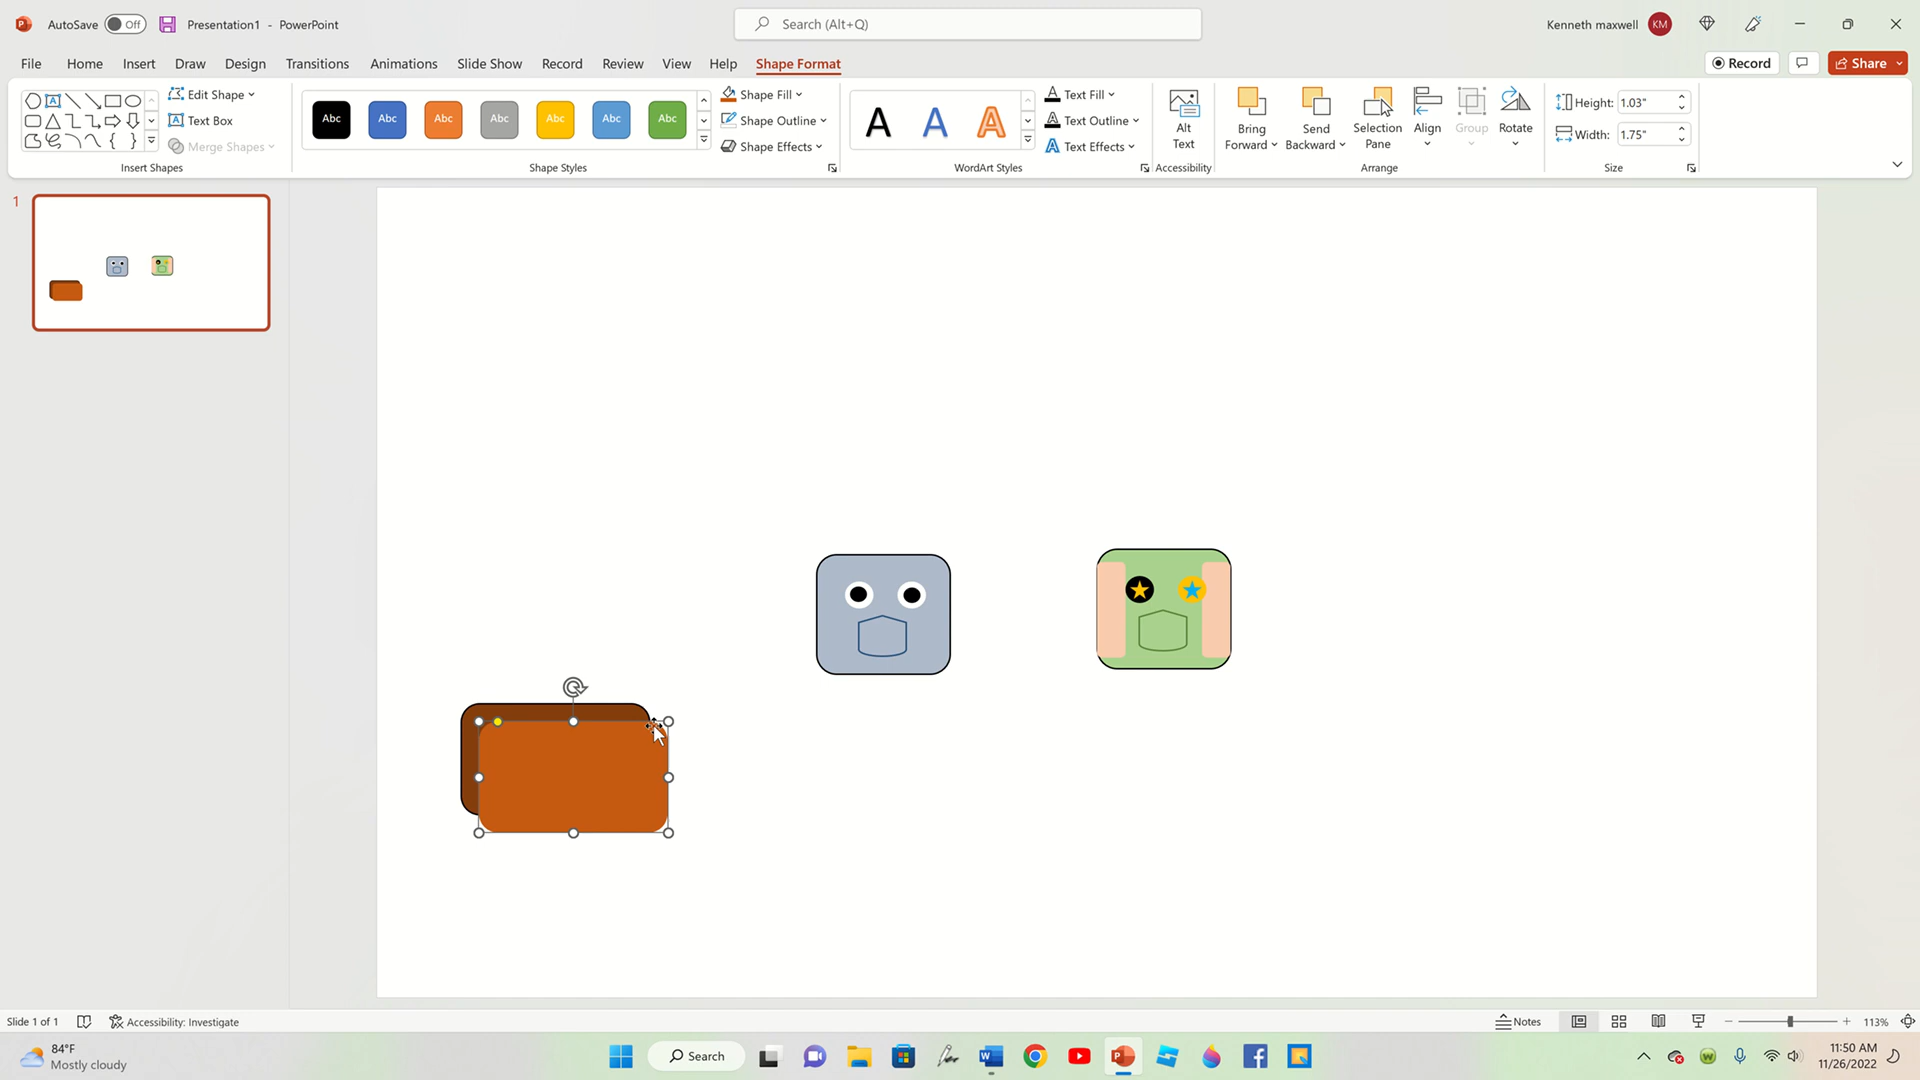 AutoSave Off Presentation1 - PowerPoint Search (Alt+Q) Kenneth maxwell KM
File Home Insert Draw Design Transitions Animations Slide Show Record Review View Help Shape Format Record Share
Edit Shape
Text Box
Merge Shapes
Insert Shapes
Abc Abc Abc Abc Abc Abc Abc
Shape Fill
Shape Outline
Shape Effects
Shape Styles
A A A
Text Fill
Text Outline
Text Effects
WordArt Styles
Alt
Text
Accessibility
Bring
Forward
Send
Backward
Selection
Pane
Align
Group
Rotate
Arrange
Height: 1.03"
Width: 1.75"
Size
1
Slide 1 of 1 Accessibility: Investigate Notes 113%
84°F
Mostly cloudy
Search
11:50 AM
11/26/2022